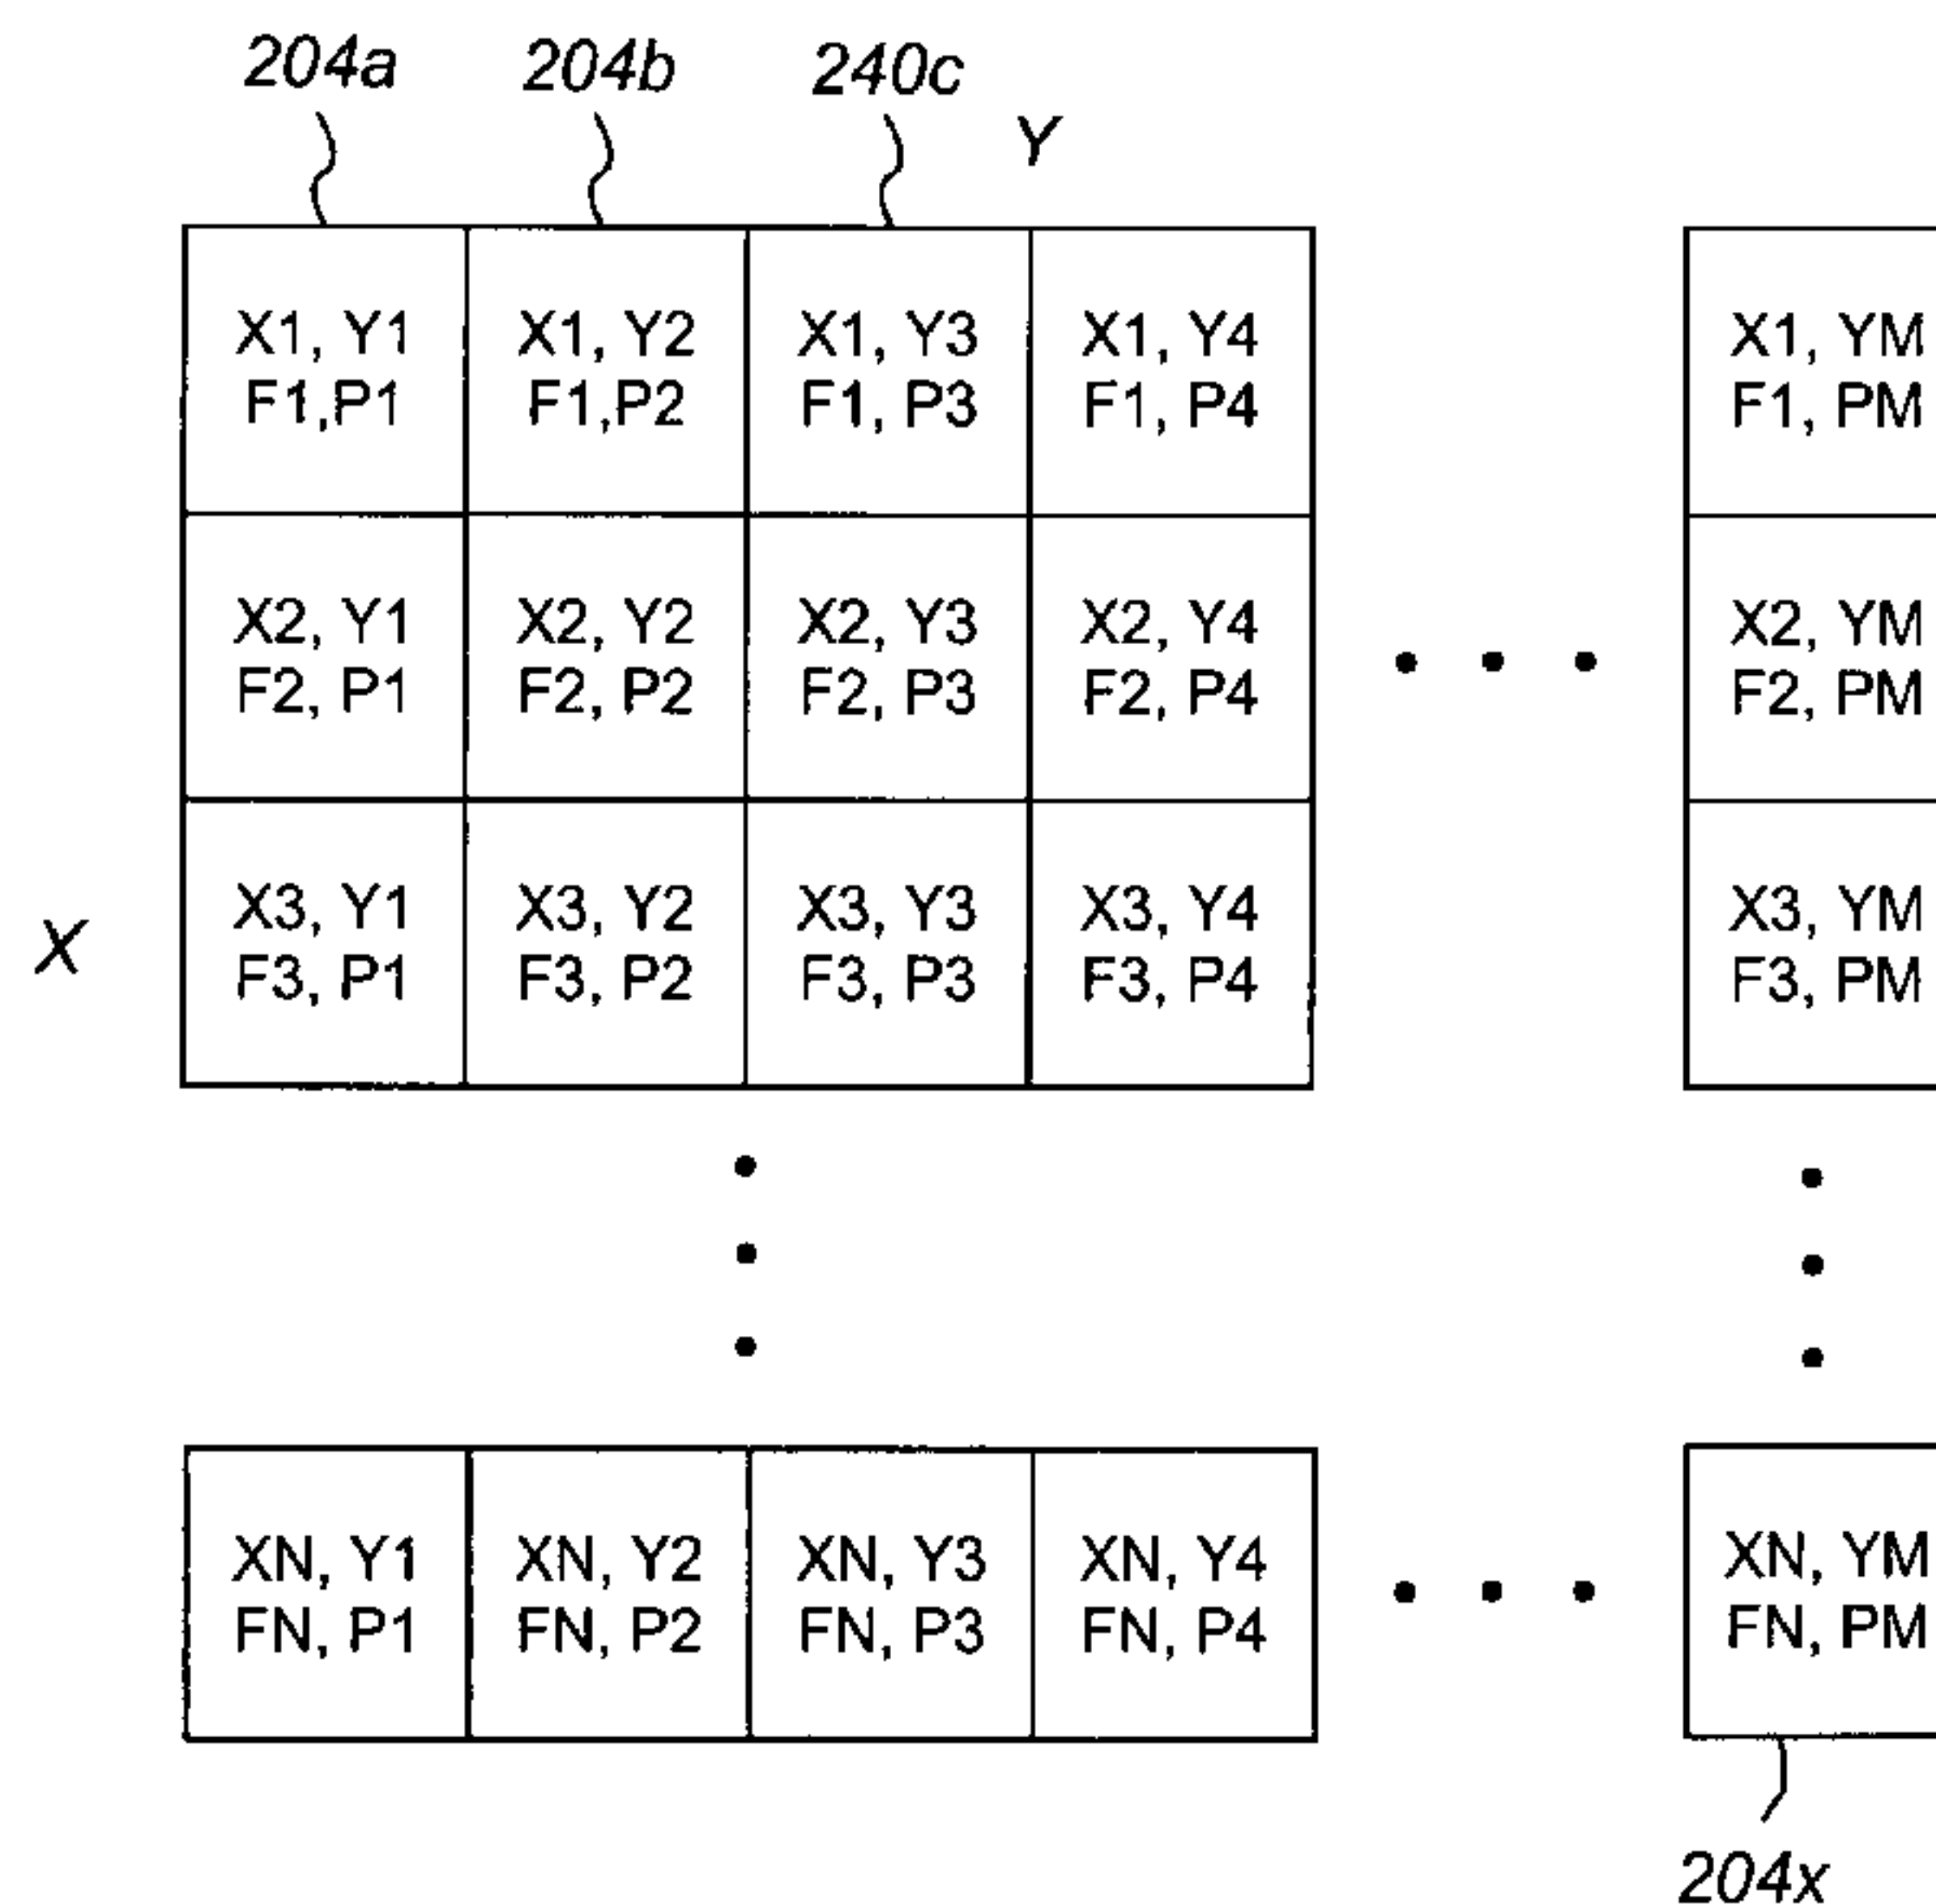 204a 204b 240c
Y
X1, Y1 X1, Y2 X1, Y3 X1, Y4 X1, YM
F1,P1 F1,P2 F1, P3 F1, P4 F1, PM
X2, Y1 X2, Y2 X2, Y3 X2, Y4 X2, YM
F2, P1 F2, P2 F2, P3 F2, P4 F2, PM
X3, Y1 X3, Y2 X3, Y3 X3, Y4 X3, YM
X
F3, P1 F3, P2 F3, P3 F3, P4 F3, PM
XN, Y1 XN, Y2 XN, Y3 XN, Y4 XN, YM
FN, P1 FN, P2 FN, P3 FN, P4 FN, PM
204x